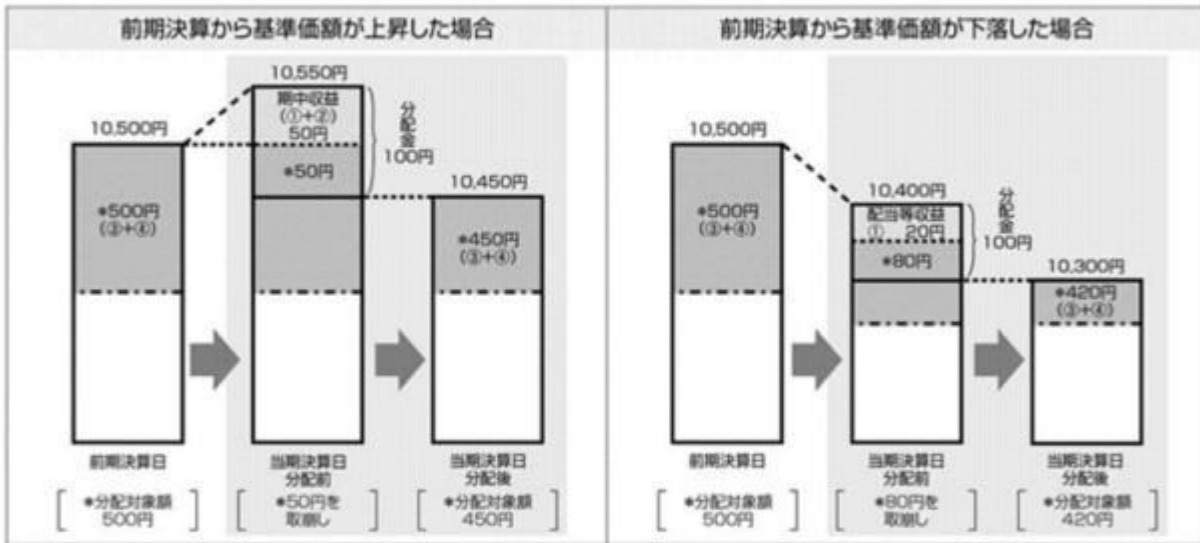 前期決算から基準価額が上昇した場合
10,550円
期中収益
(①+②)
50円
*50円
分配金
100円
10,500円
*500円
(③+④)
10,450円
*450円
(③+④)
前期決算日
当期決算日
分配前
当期決算日
分配後
*分配対象額
500円
*50円を
取崩し
*分配対象額
450円
前期決算から基準価額が下落した場合
10,500円
*500円
(③+④)
10,400円
配当等収益
① 20円
*80円
分配金
100円
10,300円
*420円
(③+④)
前期決算日
当期決算日
分配前
当期決算日
分配後
*分配対象額
500円
*80円を
取崩し
*分配対象額
420円